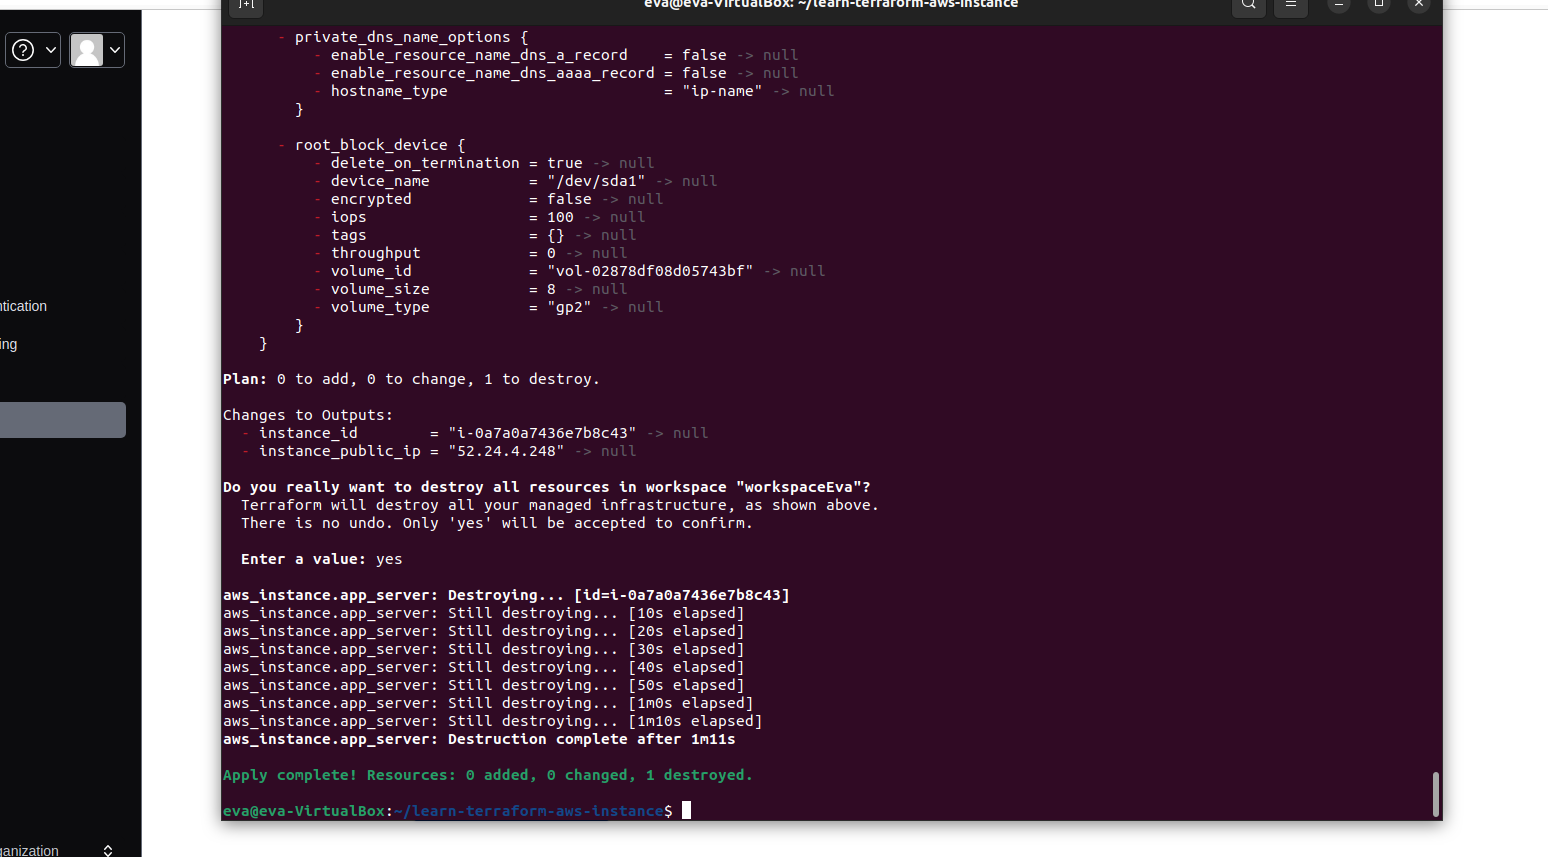 eva@eva-VirtualBox: ~/learn-terraform-aws-instance
- private_dns_name_options {
- enable_resource_name_dns_a_record    = false -> null
- enable_resource_name_dns_aaaa_record = false -> null
- hostname_type                        = "ip-name" -> null
}
- root_block_device {
- delete_on_termination = true -> null
- device_name           = "/dev/sda1" -> null
- encrypted             = false -> null
- iops                  = 100 -> null
- tags                  = {} -> null
- throughput            = 0 -> null
- volume_id             = "vol-02878df08d05743bf" -> null
- volume_size           = 8 -> null
- volume_type           = "gp2" -> null
}
}
Plan: 0 to add, 0 to change, 1 to destroy.
Changes to Outputs:
- instance_id        = "i-0a7a0a7436e7b8c43" -> null
- instance_public_ip = "52.24.4.248" -> null
Do you really want to destroy all resources in workspace "workspaceEva"?
Terraform will destroy all your managed infrastructure, as shown above.
There is no undo. Only 'yes' will be accepted to confirm.
Enter a value: yes
aws_instance.app_server: Destroying... [id=i-0a7a0a7436e7b8c43]
aws_instance.app_server: Still destroying... [10s elapsed]
aws_instance.app_server: Still destroying... [20s elapsed]
aws_instance.app_server: Still destroying... [30s elapsed]
aws_instance.app_server: Still destroying... [40s elapsed]
aws_instance.app_server: Still destroying... [50s elapsed]
aws_instance.app_server: Still destroying... [1m0s elapsed]
aws_instance.app_server: Still destroying... [1m10s elapsed]
aws_instance.app_server: Destruction complete after 1m11s
Apply complete! Resources: 0 added, 0 changed, 1 destroyed.
eva@eva-VirtualBox:~/learn-terraform-aws-instance$
ntication
ing
ganization